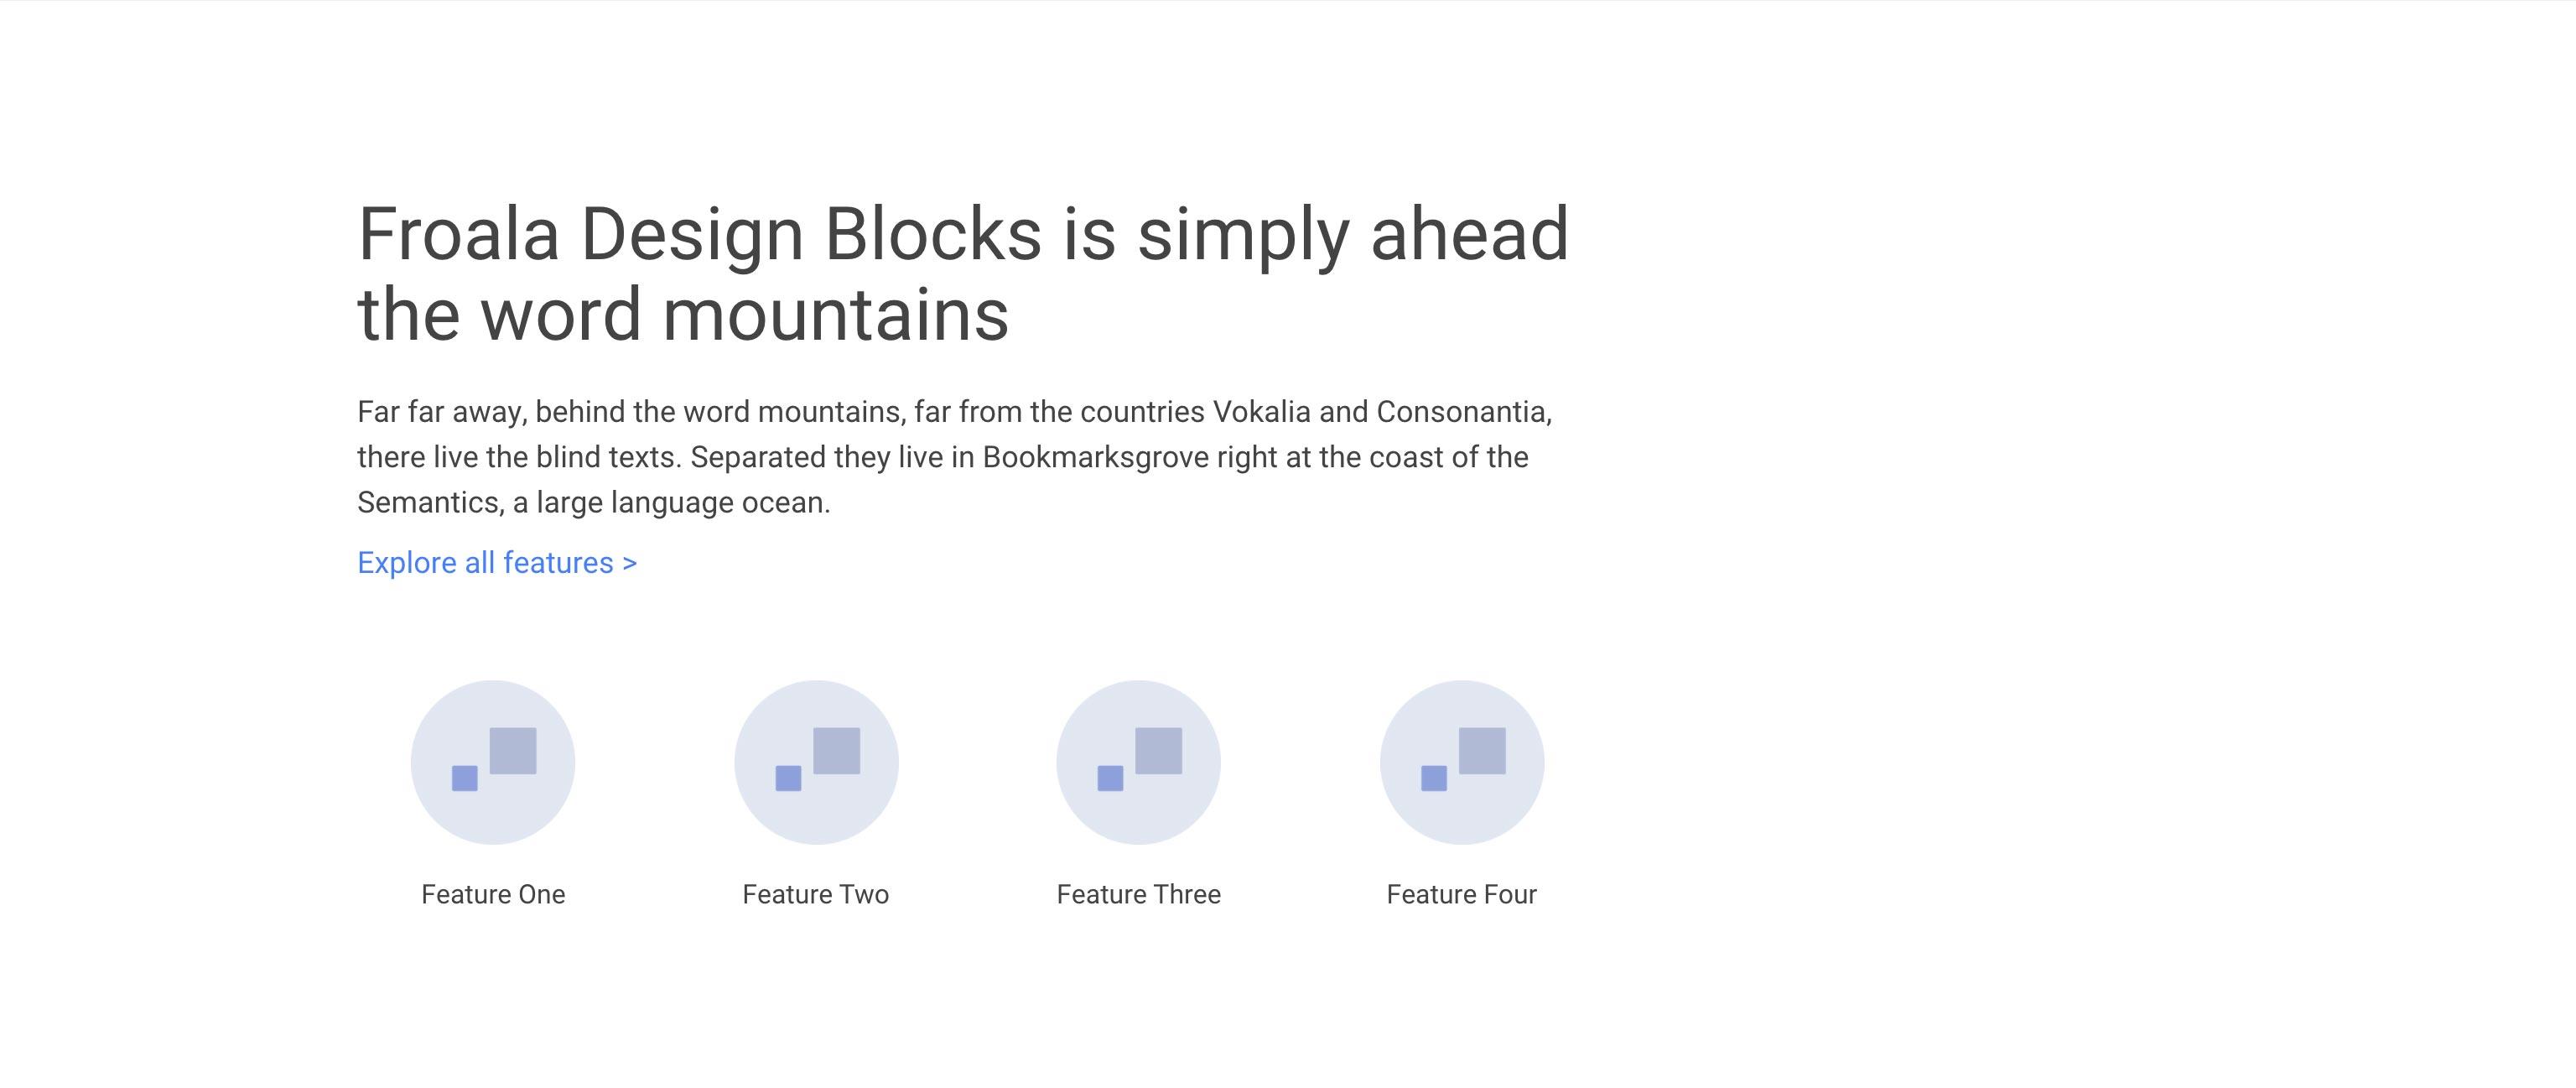 Froala Design Blocks is simply ahead
the word mountains
Far far away, behind the word mountains, far from the countries Vokalia and Consonantia,
there live the blind texts. Separated they live in Bookmarksgrove right at the coast of the
Semantics, a large language ocean.
Explore all features >
Feature One
Feature Two
Feature Three
Feature Four